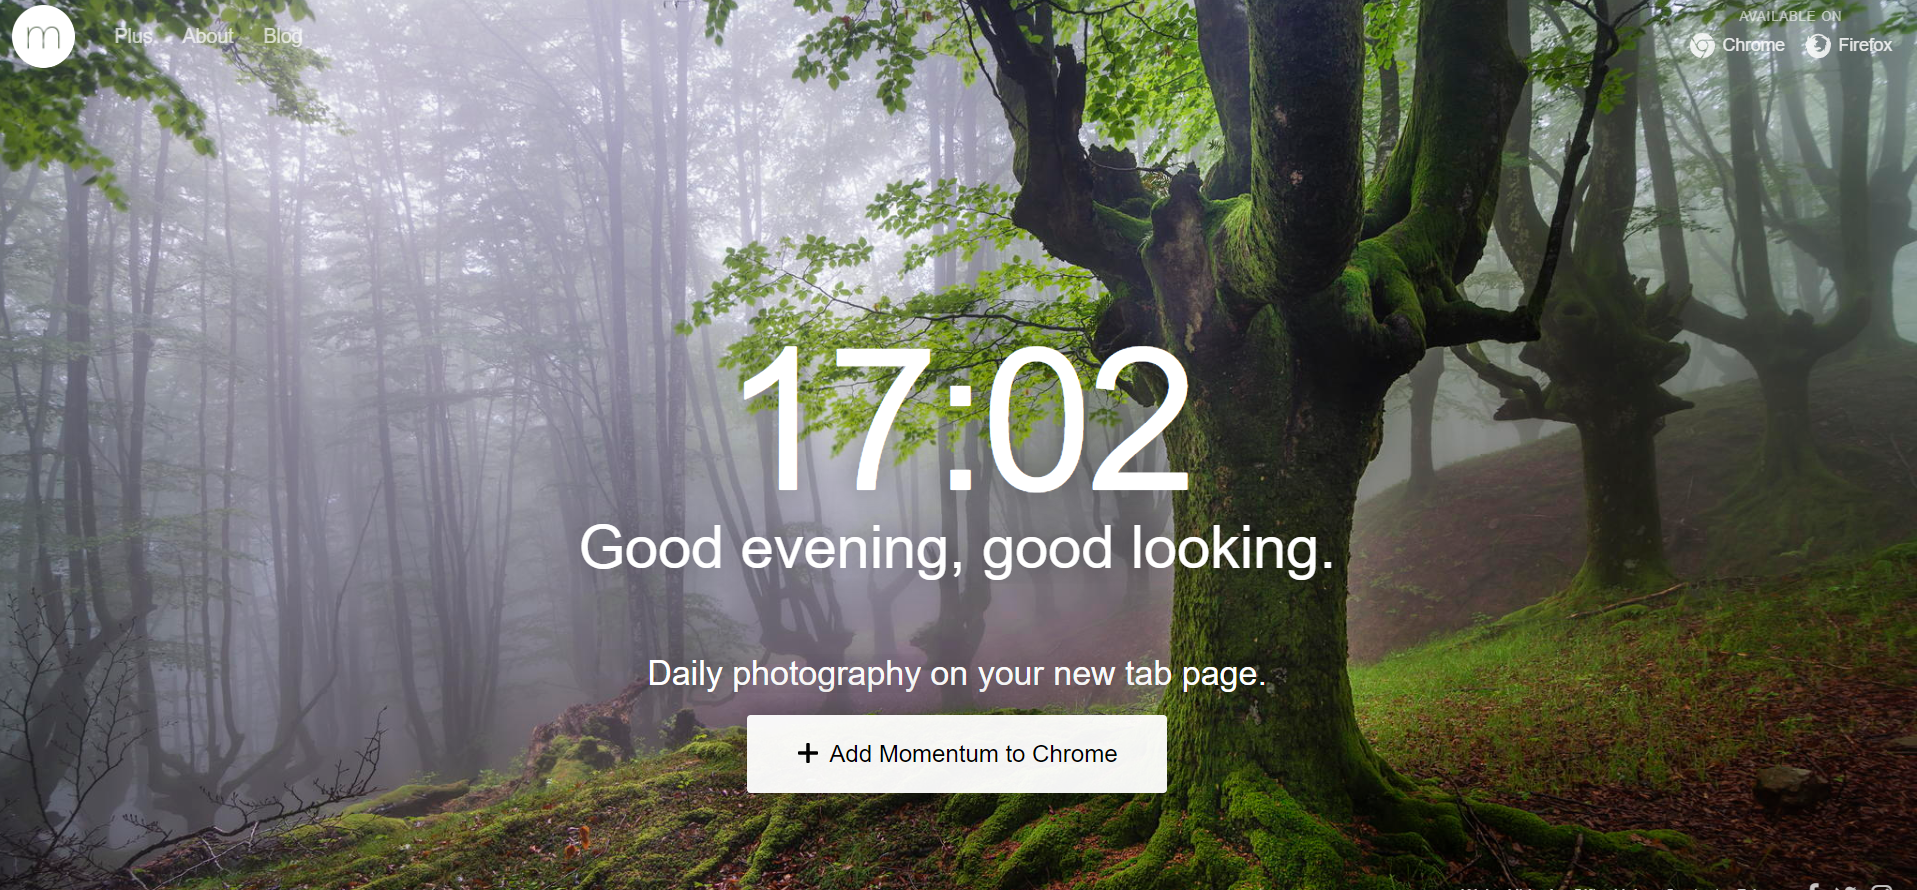 m
Plus About Blog
AVAILABLE ON
Chrome Firefox
17:02
Good evening, good looking.
Daily photography on your new tab page.
+ Add Momentum to Chrome